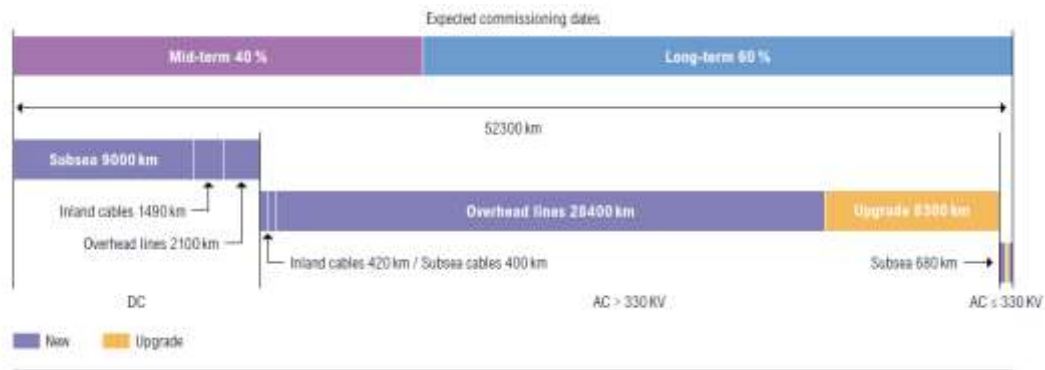 Expected commissioning dates
Mid-term 40 %
Long-term 60 %
52300 km
Subsea 9000 km
Inland cables 1490 km
Overhead lines 28400 km
Upgrade 8300 km
Overhead lines 2100 km
Inland cables 420 km / Subsea cables 400 km
Subsea 680 km
DC
AC > 330 KV
AC ≤ 330 KV
New
Upgrade